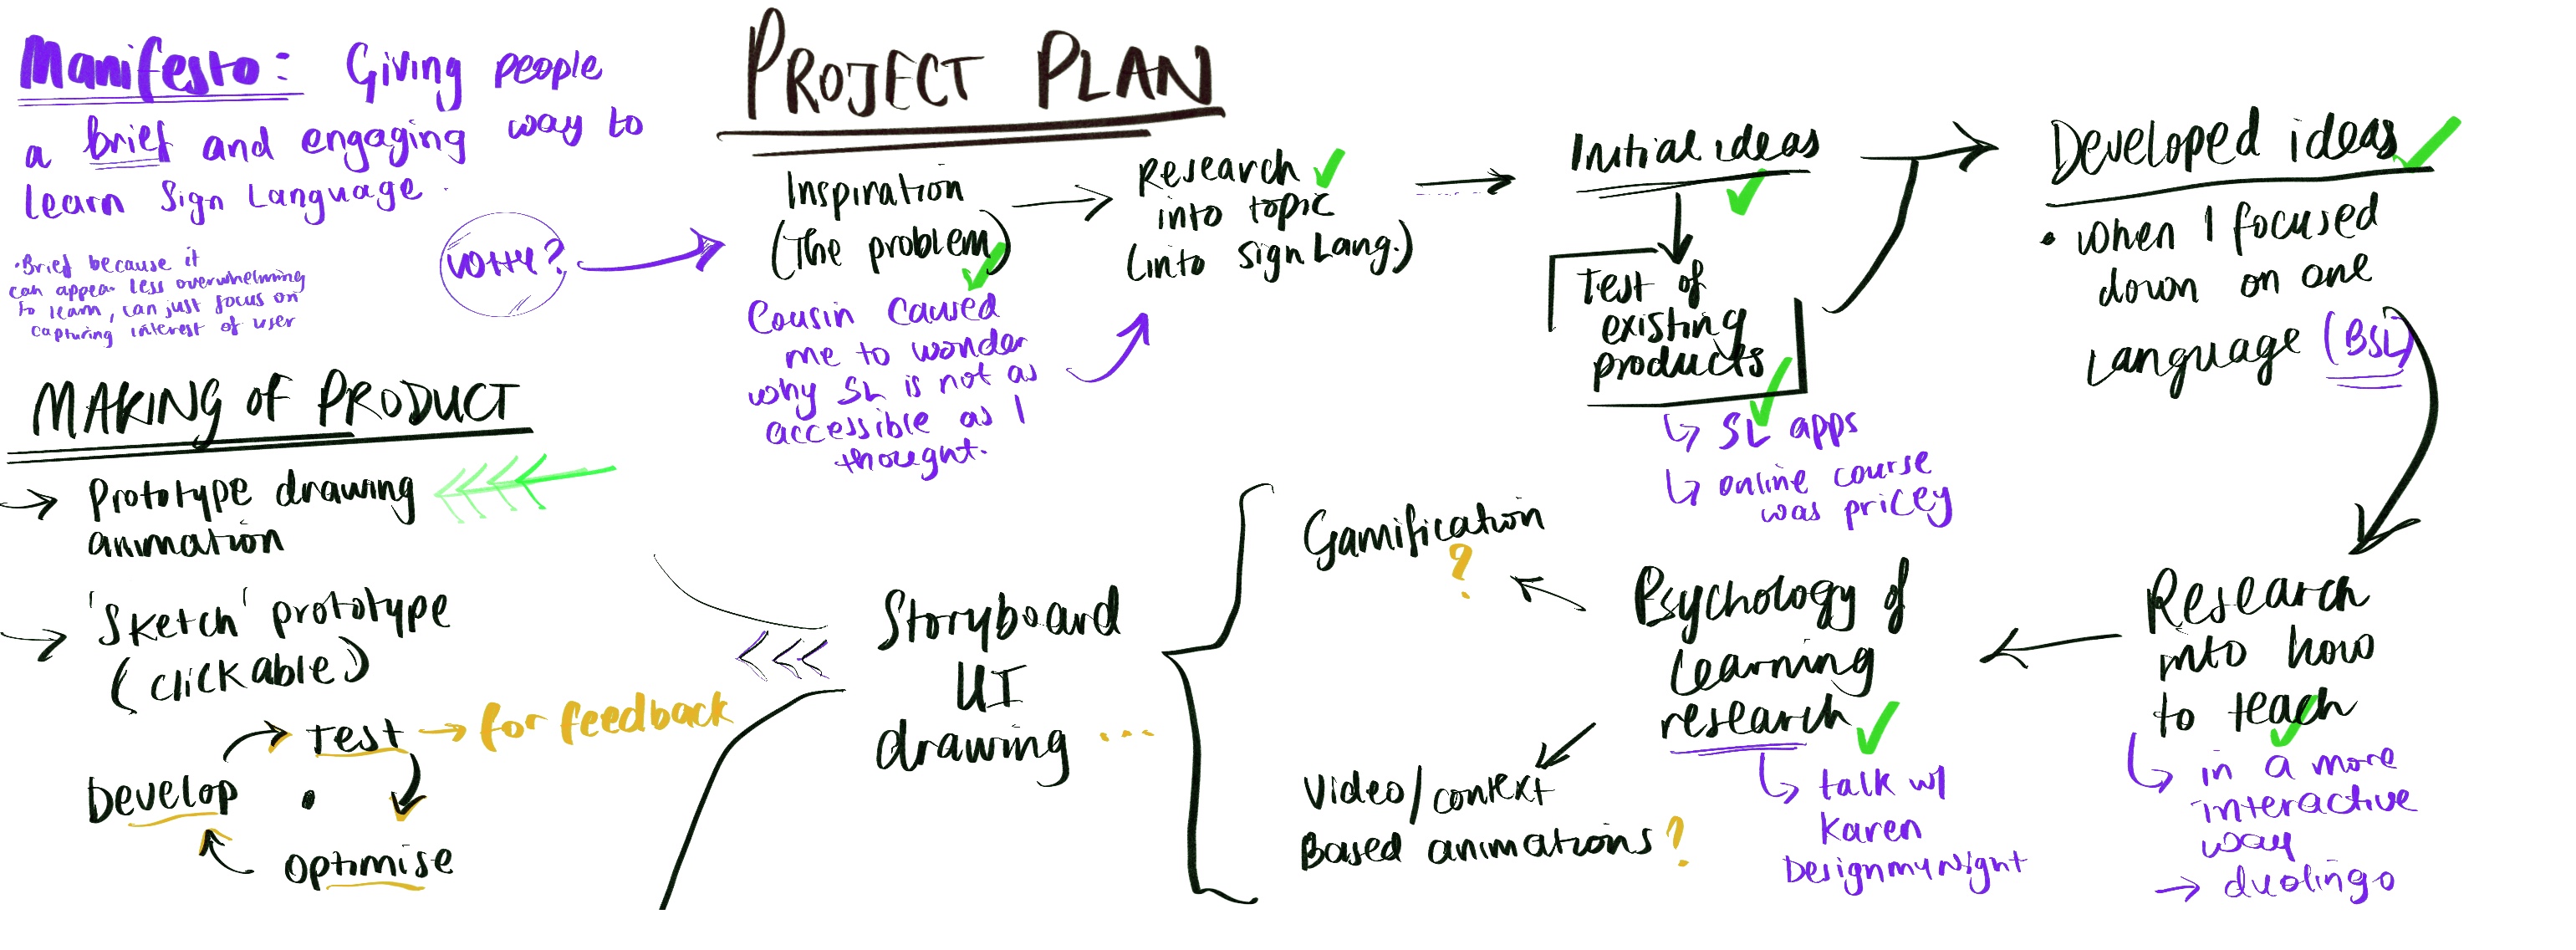 PROJECT PLAN
Manifesto: Giving people
a brief and engaging way to
learn Sign Language.
·Brief because it
can appear less overwhelming
to learn, can just focus on
capturing interest of user
WHY?
Inspiration
(The problem)
Cousin caused
me to wonder
why SL is not as
accessible as I
thought.
Research
into topic
(into sign Lang.)
Initial ideas
Test of
existing
products
↳ SL apps
↳ online course
was pricey
Developed ideas
• when I focused
down on one
Language (BSL)
Research
into how
to teach
↳ in a more
interactive
way
→ duolingo
Psychology of
Learning
research
↳ talk w/
Karen
Designmynight
Gamification
?
Video/context
Based animations?
Storyboard
UI
drawing ...
MAKING of PRODUCT
→ Prototype drawing
animation
→ 'Sketch' prototype
(clickable)
Test → for feedback
Develop
optimise